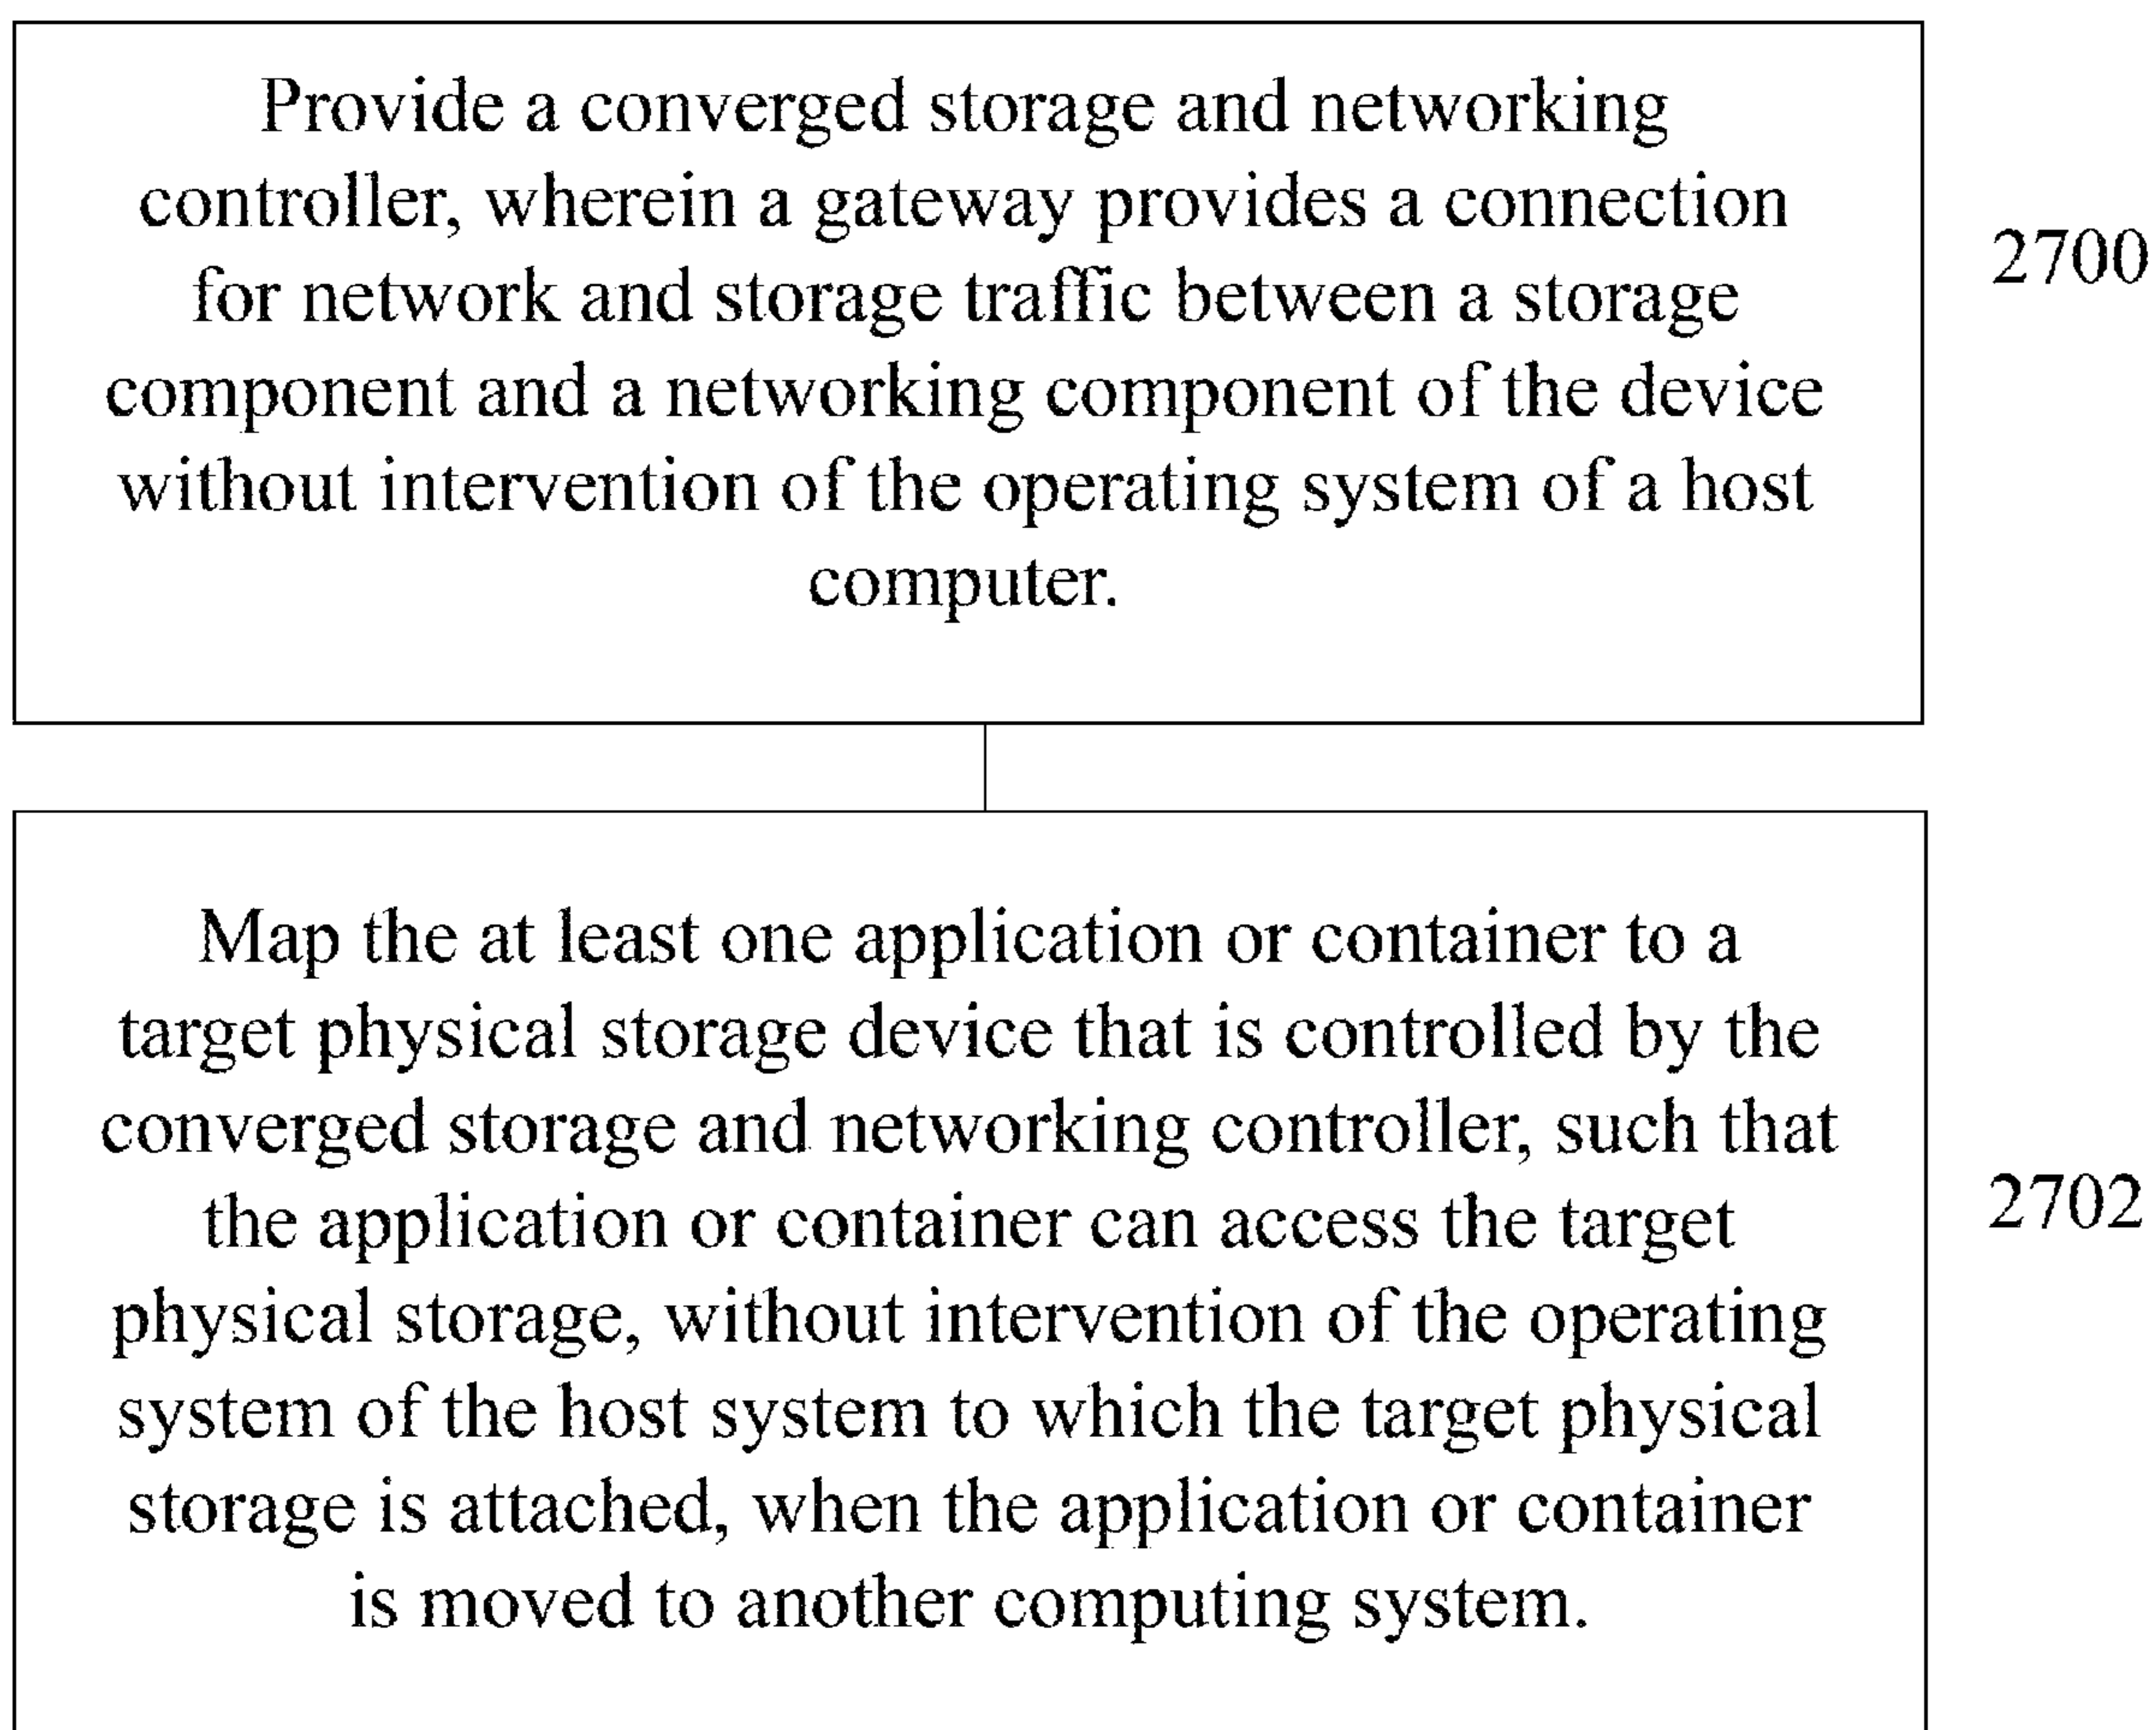 Provide a converged storage and networking
controller, wherein a gateway provides a connection
for network and storage traffic between a storage
component and a networking component of the device
without intervention of the operating system of a host
computer.
2700
Map the at least one application or container to a
target physical storage device that is controlled by the
converged storage and networking controller, such that
the application or container can access the target
physical storage, without intervention of the operating
system of the host system to which the target physical
storage is attached, when the application or container
is moved to another computing system.
2702